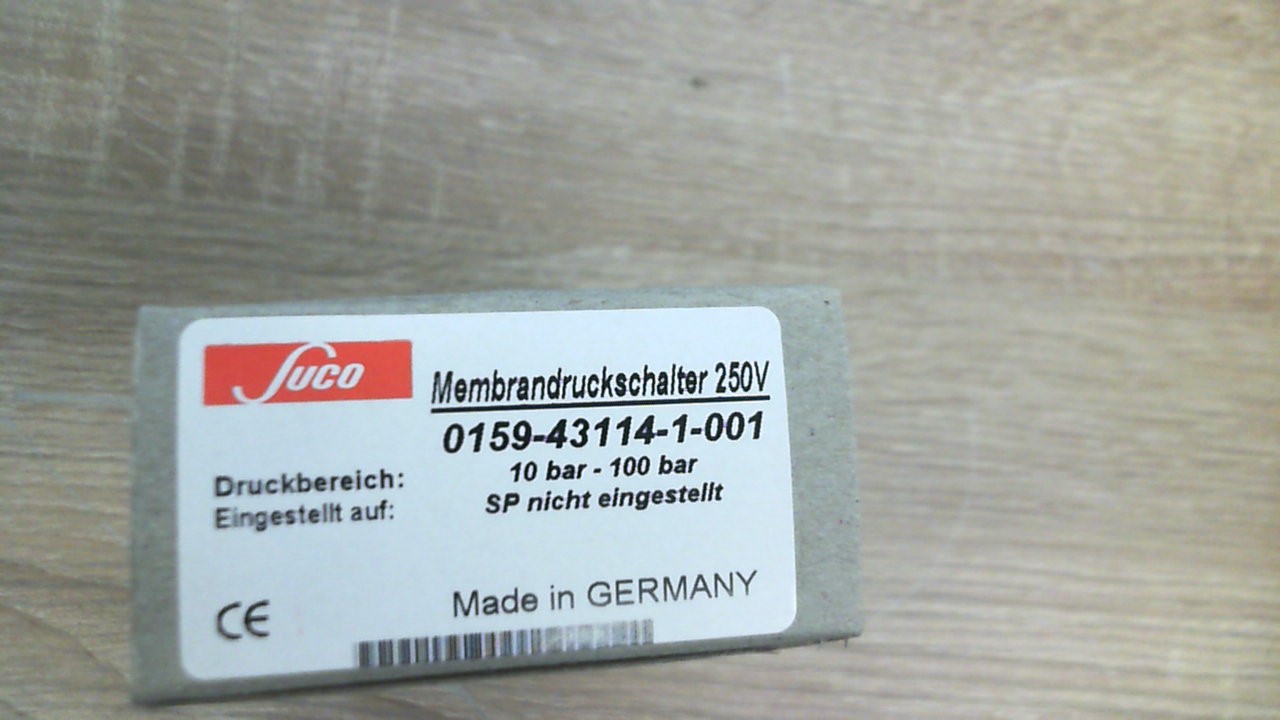 Suco
Membrandruckschalter 250V
0159-43114-1-001
Druckbereich: 10 bar - 100 bar
Eingestellt auf: SP nicht eingestellt
CE
Made in GERMANY